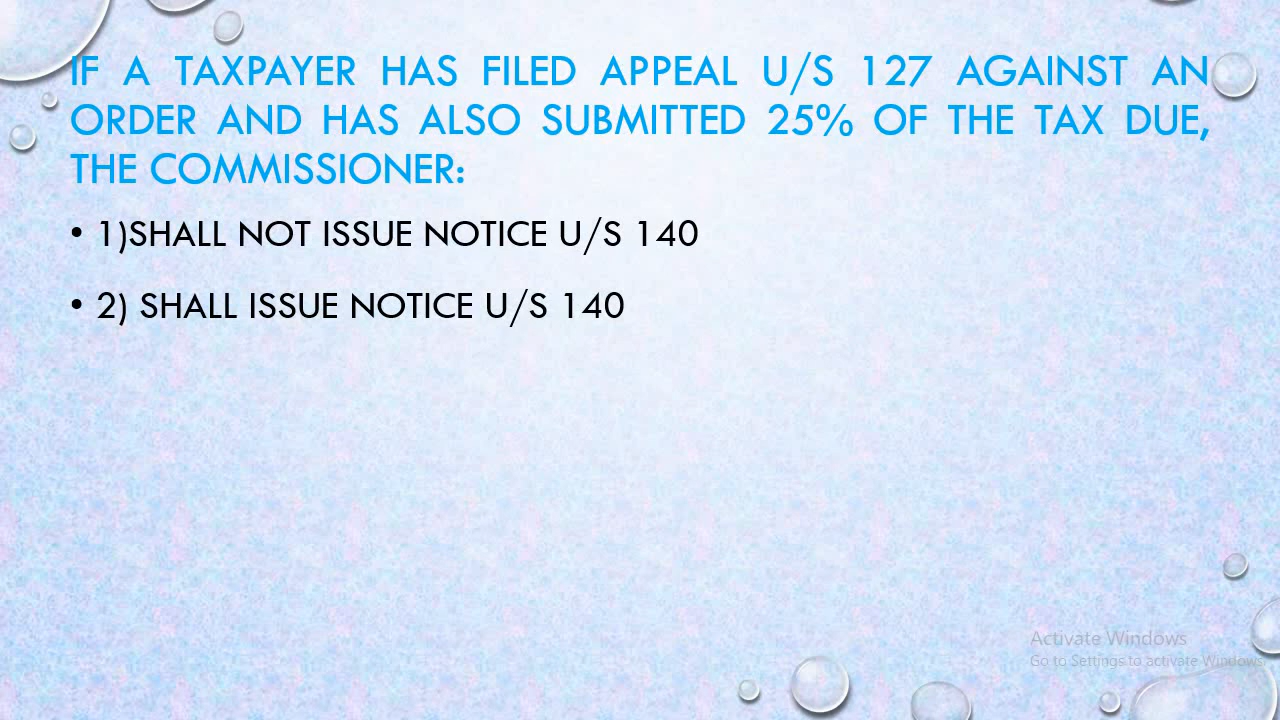 IF A TAXPAYER HAS FILED APPEAL U/S 127 AGAINST AN
ORDER AND HAS ALSO SUBMITTED 25% OF THE TAX DUE,
THE COMMISSIONER:
• 1)SHALL NOT ISSUE NOTICE U/S 140
• 2) SHALL ISSUE NOTICE U/S 140
Activate Windows
Go to Settings to activate Windows.